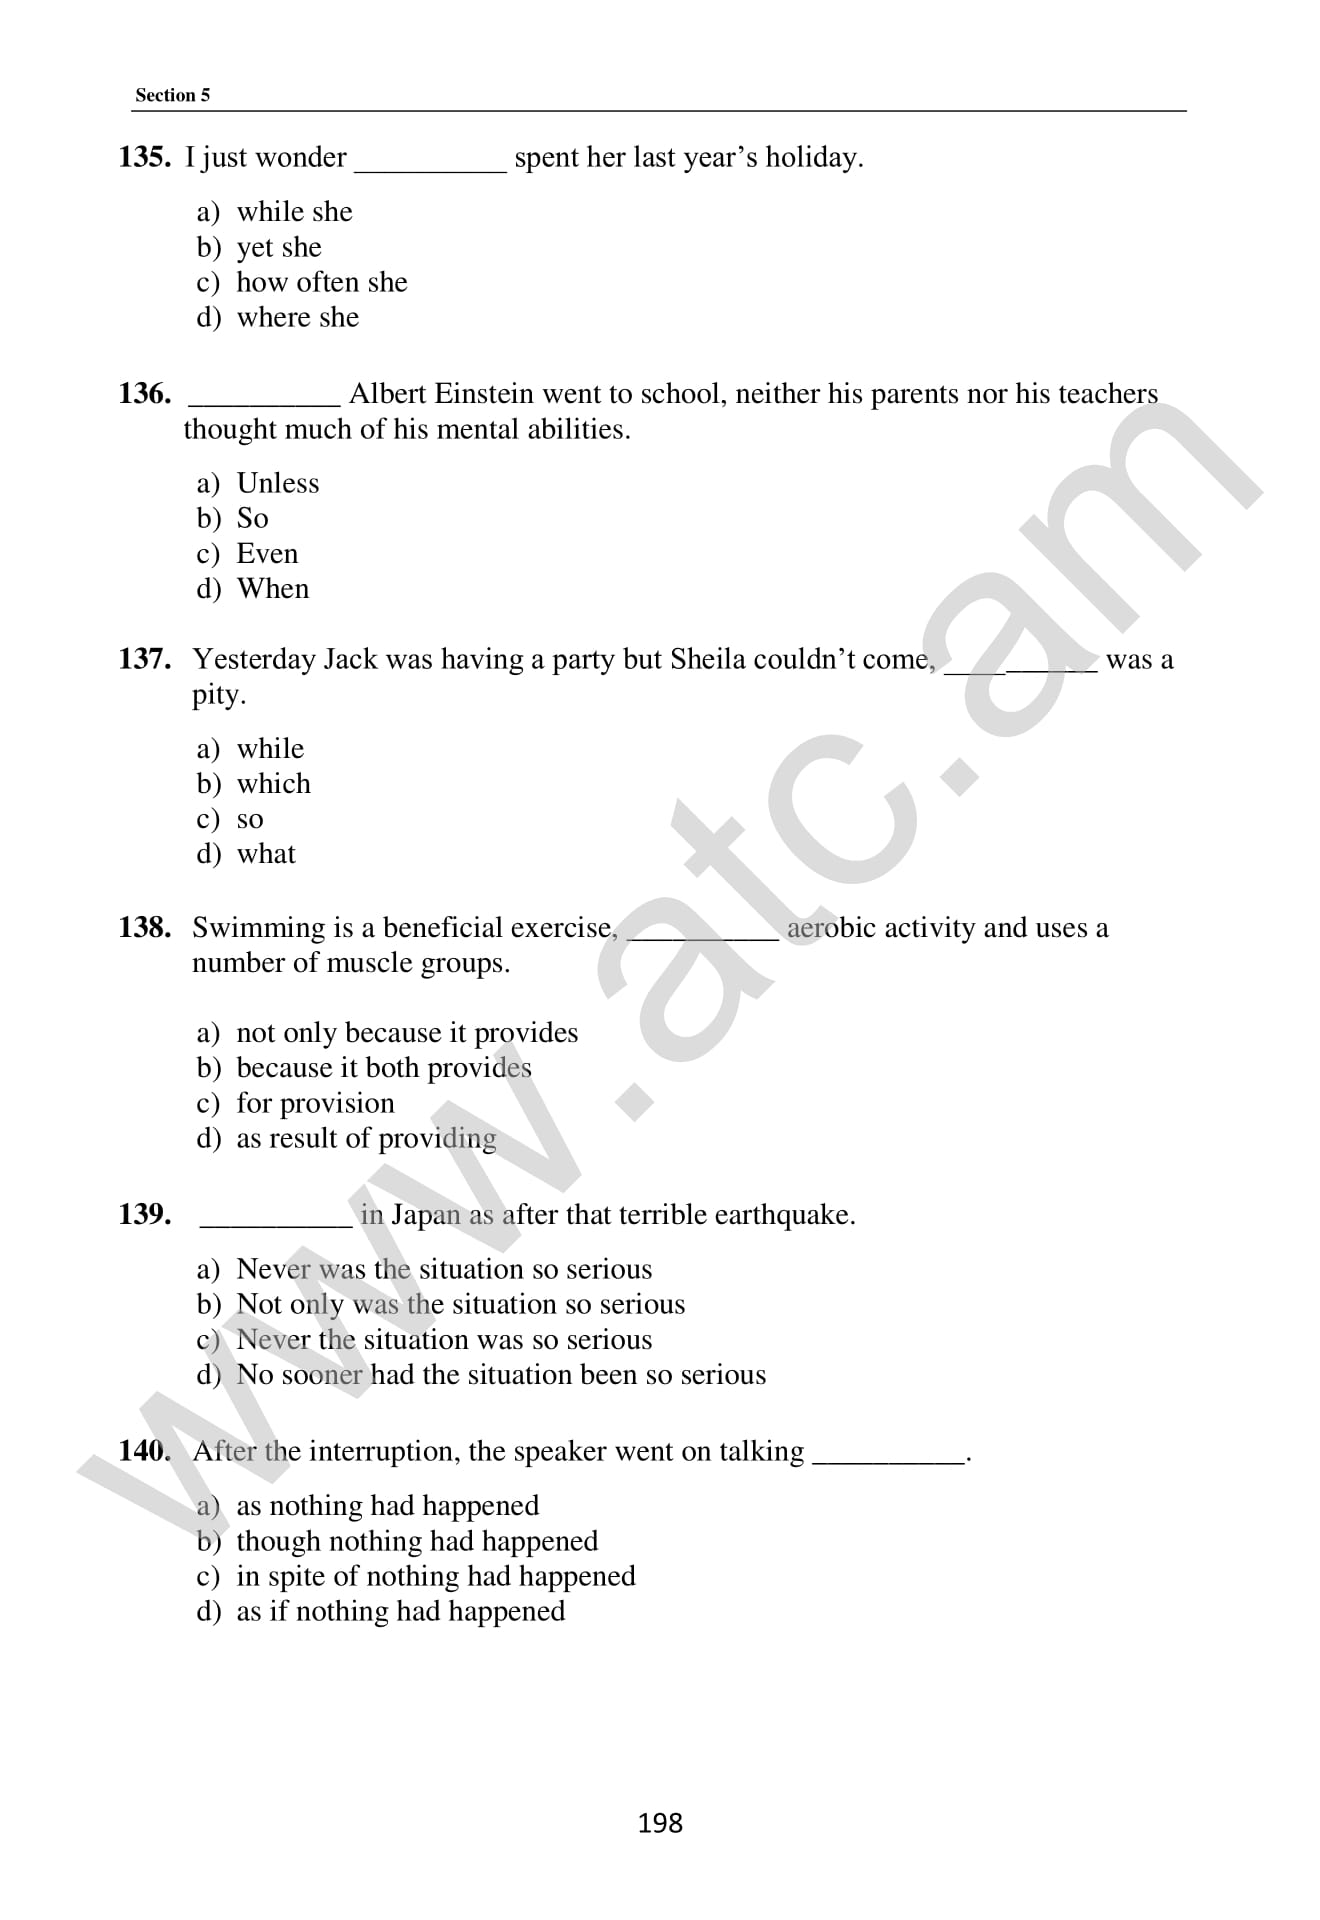 Section 5
135. I just wonder __________ spent her last year’s holiday.
a) while she
b) yet she
c) how often she
d) where she
136. __________ Albert Einstein went to school, neither his parents nor his teachers
thought much of his mental abilities.
a) Unless
b) So
c) Even
d) When
137. Yesterday Jack was having a party but Sheila couldn’t come, __________ was a
pity.
a) while
b) which
c) so
d) what
138. Swimming is a beneficial exercise, __________ aerobic activity and uses a
number of muscle groups.
a) not only because it provides
b) because it both provides
c) for provision
d) as result of providing
139. __________ in Japan as after that terrible earthquake.
a) Never was the situation so serious
b) Not only was the situation so serious
c) Never the situation was so serious
d) No sooner had the situation been so serious
140. After the interruption, the speaker went on talking __________.
a) as nothing had happened
b) though nothing had happened
c) in spite of nothing had happened
d) as if nothing had happened
198
www.atc.am